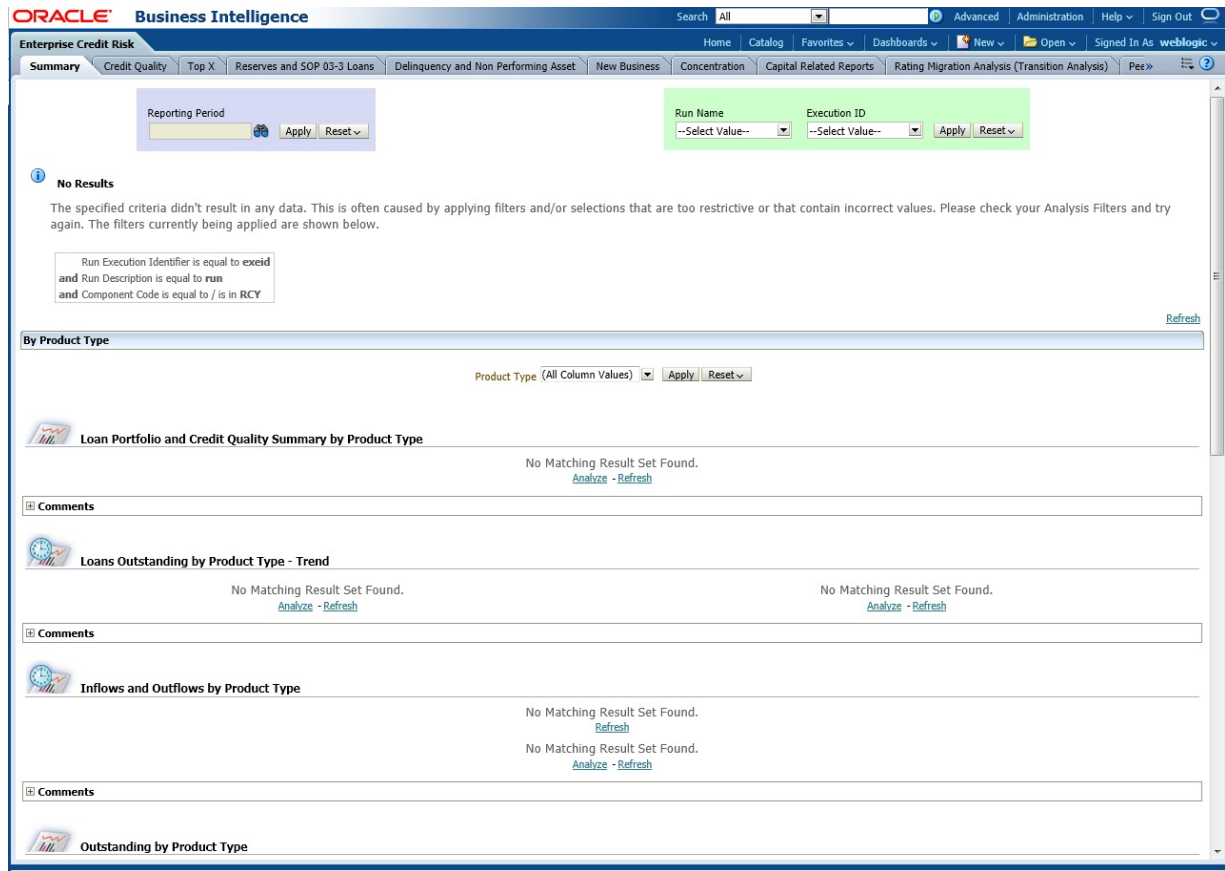 ORACLE Business Intelligence Search All Advanced Administration Help Sign Out
Enterprise Credit Risk Home Catalog Favorites Dashboards New Open Signed In As weblogic
Summary Credit Quality Top X Reserves and SOP 03-3 Loans Delinquency and Non Performing Asset New Business Concentration Capital Related Reports Rating Migration Analysis (Transition Analysis) Pee»
Reporting Period
Apply Reset
Run Name Execution ID
--Select Value-- --Select Value-- Apply Reset
No Results
The specified criteria didn't result in any data. This is often caused by applying filters and/or selections that are too restrictive or that contain incorrect values. Please check your Analysis Filters and try
again. The filters currently being applied are shown below.
Run Execution Identifier is equal to exeid
and Run Description is equal to run
and Component Code is equal to / is in RCY
Refresh
By Product Type
Product Type (All Column Values) Apply Reset
Loan Portfolio and Credit Quality Summary by Product Type
No Matching Result Set Found.
Analyze - Refresh
Comments
Loans Outstanding by Product Type - Trend
No Matching Result Set Found. No Matching Result Set Found.
Analyze - Refresh Analyze - Refresh
Comments
Inflows and Outflows by Product Type
No Matching Result Set Found.
Refresh
No Matching Result Set Found.
Analyze - Refresh
Comments
Outstanding by Product Type